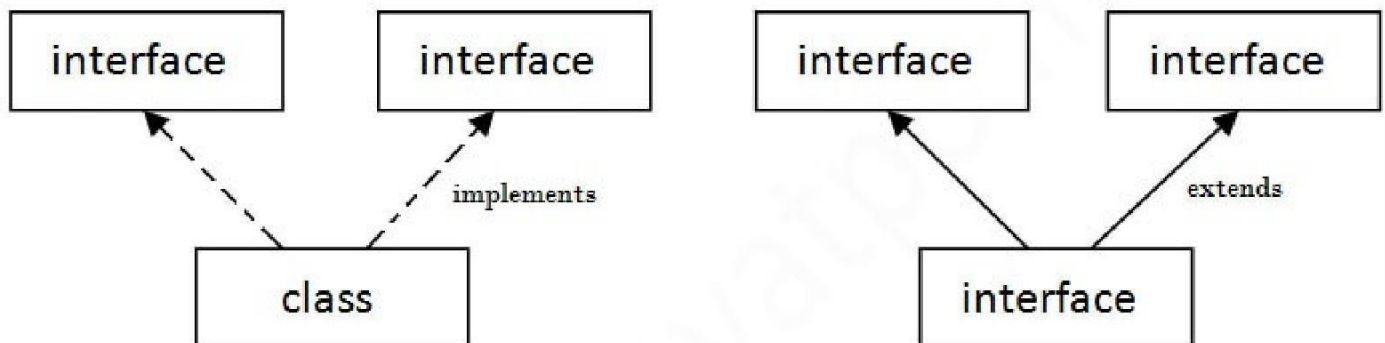 interface interface interface interface
implements extends
class interface